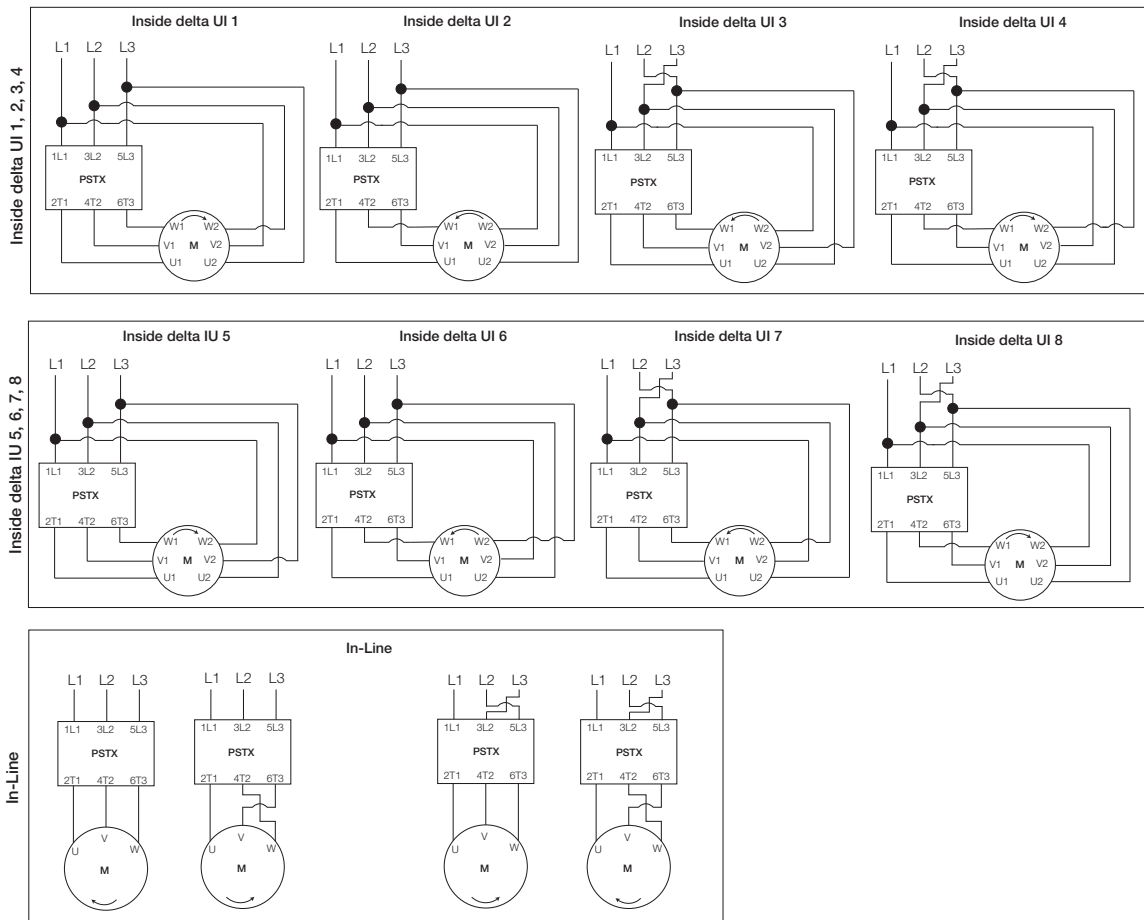 Inside delta UI 1, 2, 3, 4
Inside delta UI 1 Inside delta UI 2 Inside delta UI 3 Inside delta UI 4
L1 L2 L3 L1 L2 L3 L1 L2 L3 L1 L2 L3
1L1 3L2 5L3 1L1 3L2 5L3 1L1 3L2 5L3 1L1 3L2 5L3
PSTX PSTX PSTX PSTX
2T1 4T2 6T3 2T1 4T2 6T3 2T1 4T2 6T3 2T1 4T2 6T3
W1 W2 W1 W2 W1 W2 W1 W2
V1 M V2 V1 M V2 V1 M V2 V1 M V2
U1 U2 U1 U2 U1 U2 U1 U2
Inside delta IU 5, 6, 7, 8
Inside delta IU 5 Inside delta UI 6 Inside delta UI 7 Inside delta UI 8
L1 L2 L3 L1 L2 L3 L1 L2 L3 L1 L2 L3
1L1 3L2 5L3 1L1 3L2 5L3 1L1 3L2 5L3 1L1 3L2 5L3
PSTX PSTX PSTX PSTX
2T1 4T2 6T3 2T1 4T2 6T3 2T1 4T2 6T3 2T1 4T2 6T3
W1 W2 W1 W2 W1 W2 W1 W2
V1 M V2 V1 M V2 V1 M V2 V1 M V2
U1 U2 U1 U2 U1 U2 U1 U2
In-Line
In-Line
L1 L2 L3 L1 L2 L3 L1 L2 L3 L1 L2 L3
1L1 3L2 5L3 1L1 3L2 5L3 1L1 3L2 5L3 1L1 3L2 5L3
PSTX PSTX PSTX PSTX
2T1 4T2 6T3 2T1 4T2 6T3 2T1 4T2 6T3 2T1 4T2 6T3
U V W U V W U V W U V W
M M M M